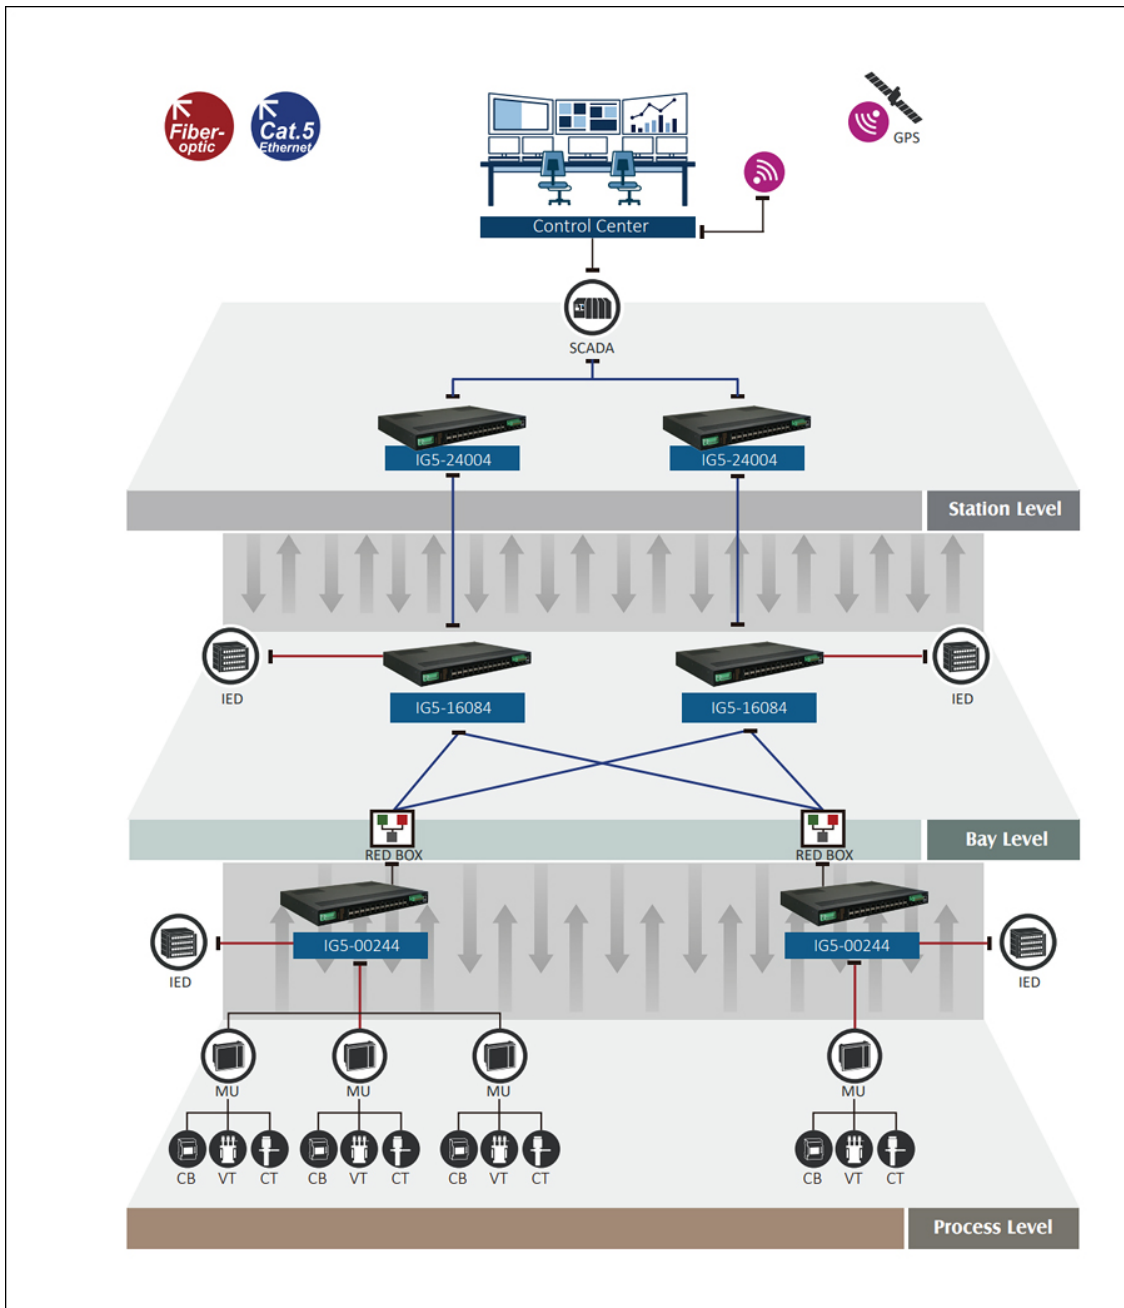 Fiber-
optic
Cat.5
Ethernet
GPS
Control Center
SCADA
IG5-24004
IG5-24004
Station Level
IED
IED
IG5-16084
IG5-16084
RED BOX
RED BOX
Bay Level
IG5-00244
IG5-00244
IED
IED
MU
MU
MU
MU
CB
VT
CT
CB
VT
CT
CB
VT
CT
CB
VT
CT
Process Level